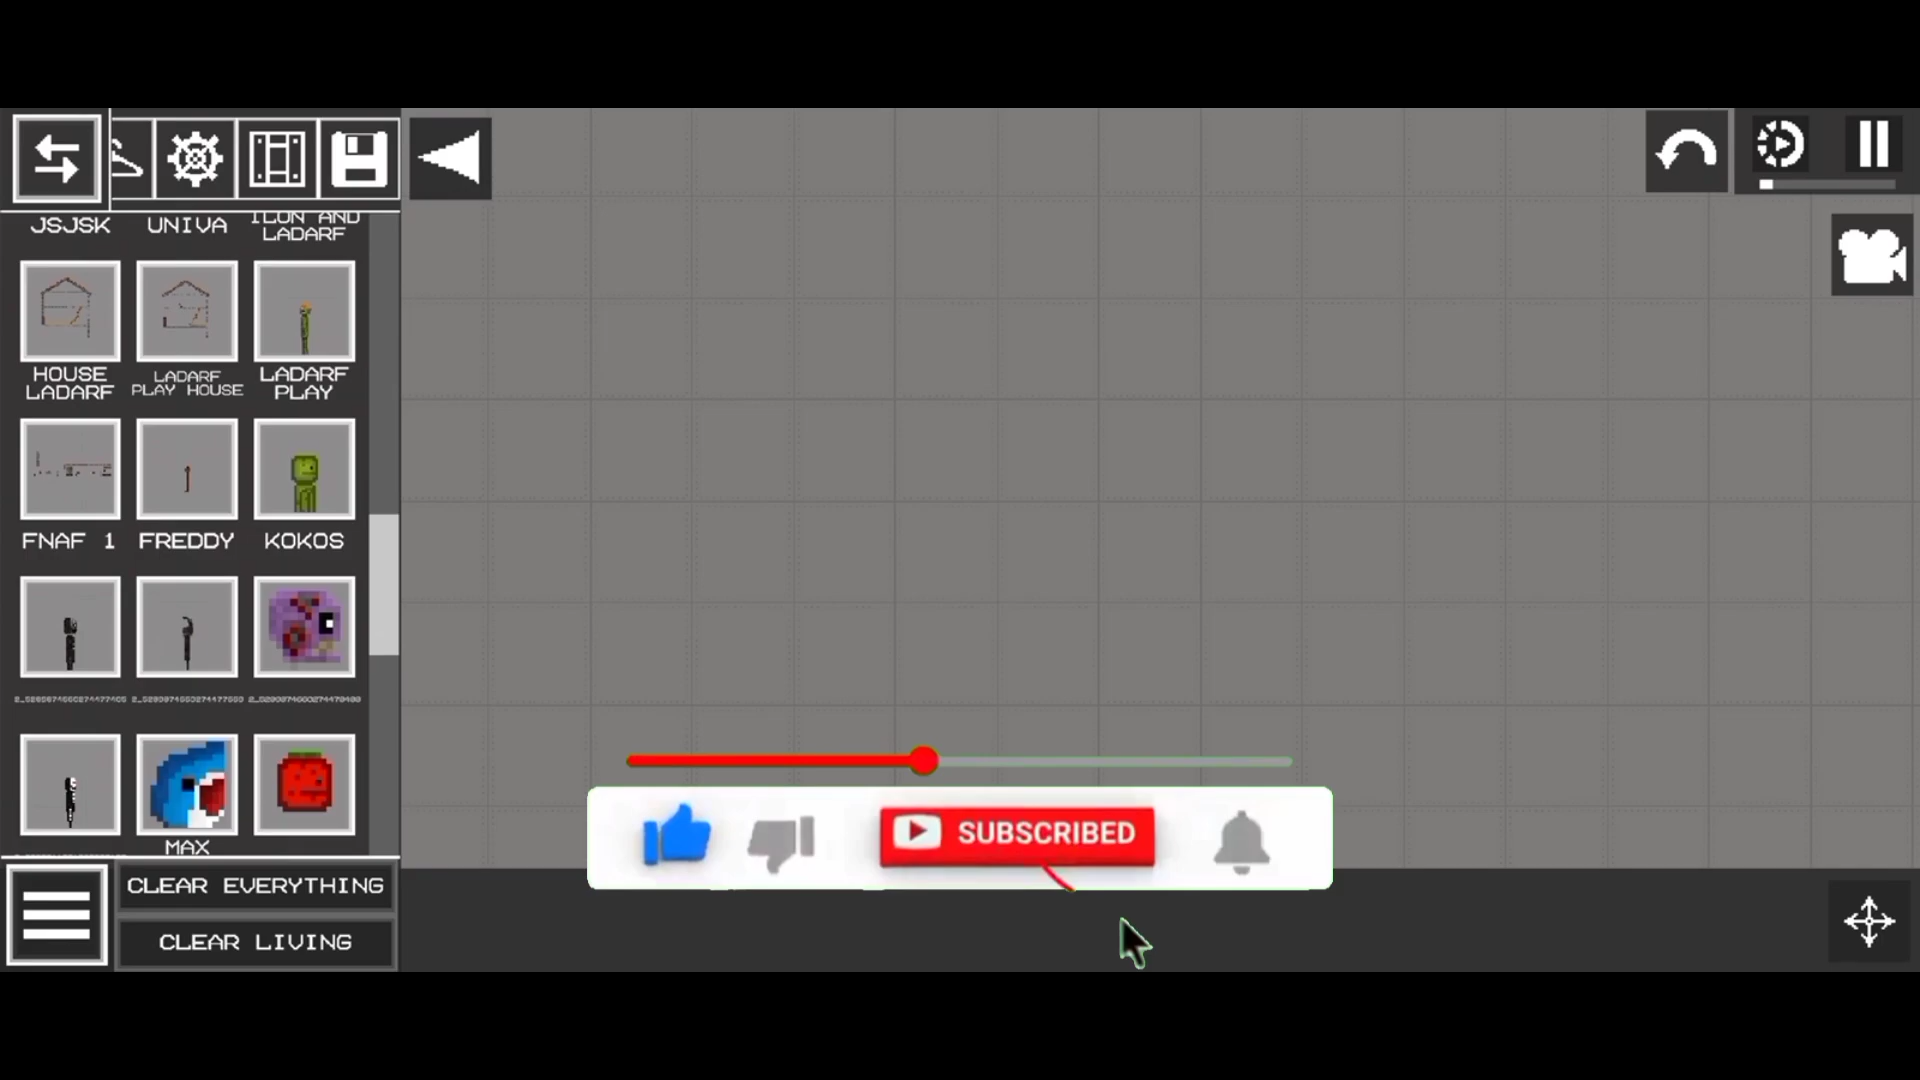 JSJSK
UNIVA
ILON AND
LADARF
HOUSE
LADARF
LADARF
PLAY HOUSE
LADARF
PLAY
FNAF 1
FREDDY
KOKOS
MAX
CLEAR EVERYTHING
CLEAR LIVING
SUBSCRIBED